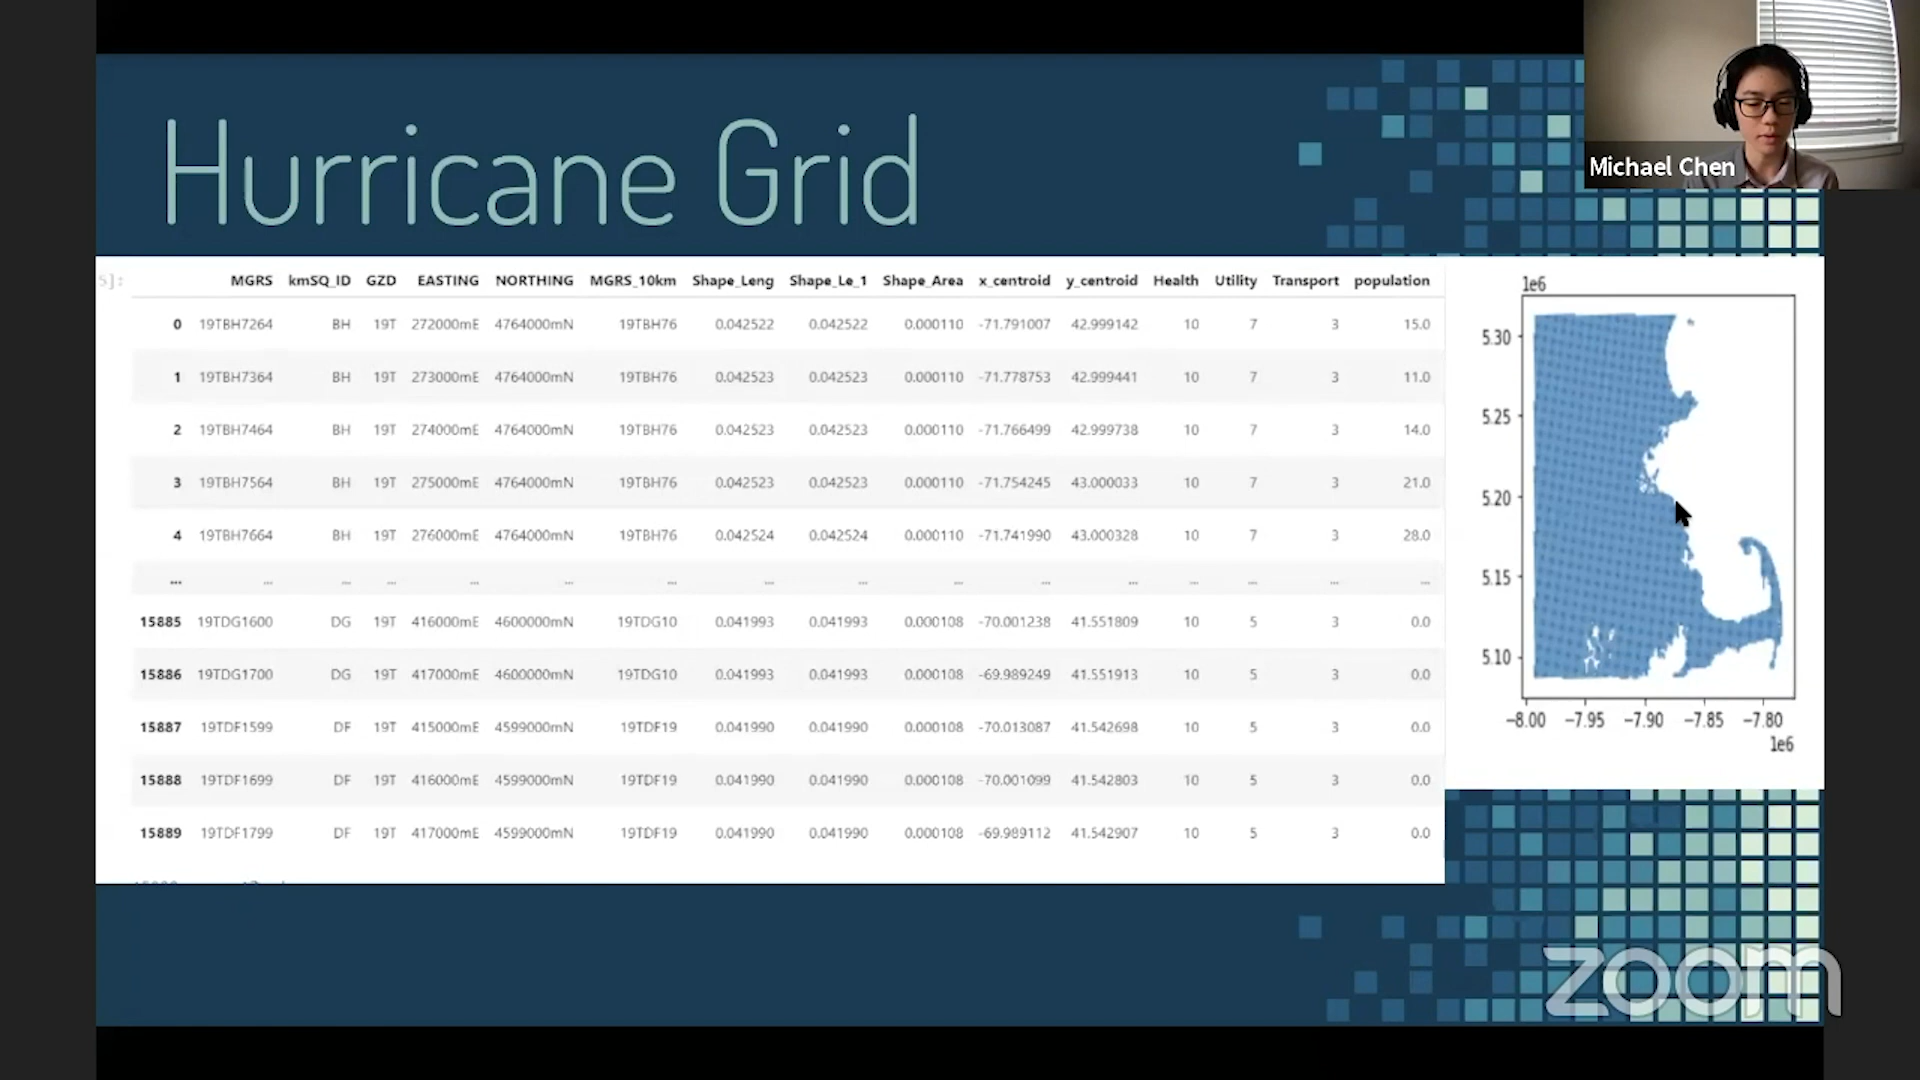 Hurricane Grid
Michael Chen
5]:
MGRS kmSQ_ID GZD EASTING NORTHING MGRS_10km Shape_Leng Shape_Le_1 Shape_Area x_centroid y_centroid Health Utility Transport population
0 19TBH7264 BH 19T 272000mE 4764000mN 19TBH76 0.042522 0.042522 0.000110 -71.791007 42.999142 10 7 3 15.0
1 19TBH7364 BH 19T 273000mE 4764000mN 19TBH76 0.042523 0.042523 0.000110 -71.778753 42.999441 10 7 3 11.0
2 19TBH7464 BH 19T 274000mE 4764000mN 19TBH76 0.042523 0.042523 0.000110 -71.766499 42.999738 10 7 3 14.0
3 19TBH7564 BH 19T 275000mE 4764000mN 19TBH76 0.042523 0.042523 0.000110 -71.754245 43.000033 10 7 3 21.0
4 19TBH7664 BH 19T 276000mE 4764000mN 19TBH76 0.042524 0.042524 0.000110 -71.741990 43.000328 10 7 3 28.0
... ... ... ... ... ... ... ... ... ... ... ... ... ... ... ...
15885 19TDG1600 DG 19T 416000mE 4600000mN 19TDG10 0.041993 0.041993 0.000108 -70.001238 41.551809 10 5 3 0.0
15886 19TDG1700 DG 19T 417000mE 4600000mN 19TDG10 0.041993 0.041993 0.000108 -69.989249 41.551913 10 5 3 0.0
15887 19TDF1599 DF 19T 415000mE 4599000mN 19TDF19 0.041990 0.041990 0.000108 -70.013087 41.542698 10 5 3 0.0
15888 19TDF1699 DF 19T 416000mE 4599000mN 19TDF19 0.041990 0.041990 0.000108 -70.001099 41.542803 10 5 3 0.0
15889 19TDF1799 DF 19T 417000mE 4599000mN 19TDF19 0.041990 0.041990 0.000108 -69.989112 41.542907 10 5 3 0.0
1e6
5.30
5.25
5.20
5.15
5.10
-8.00 -7.95 -7.90 -7.85 -7.80
1e6
zoom